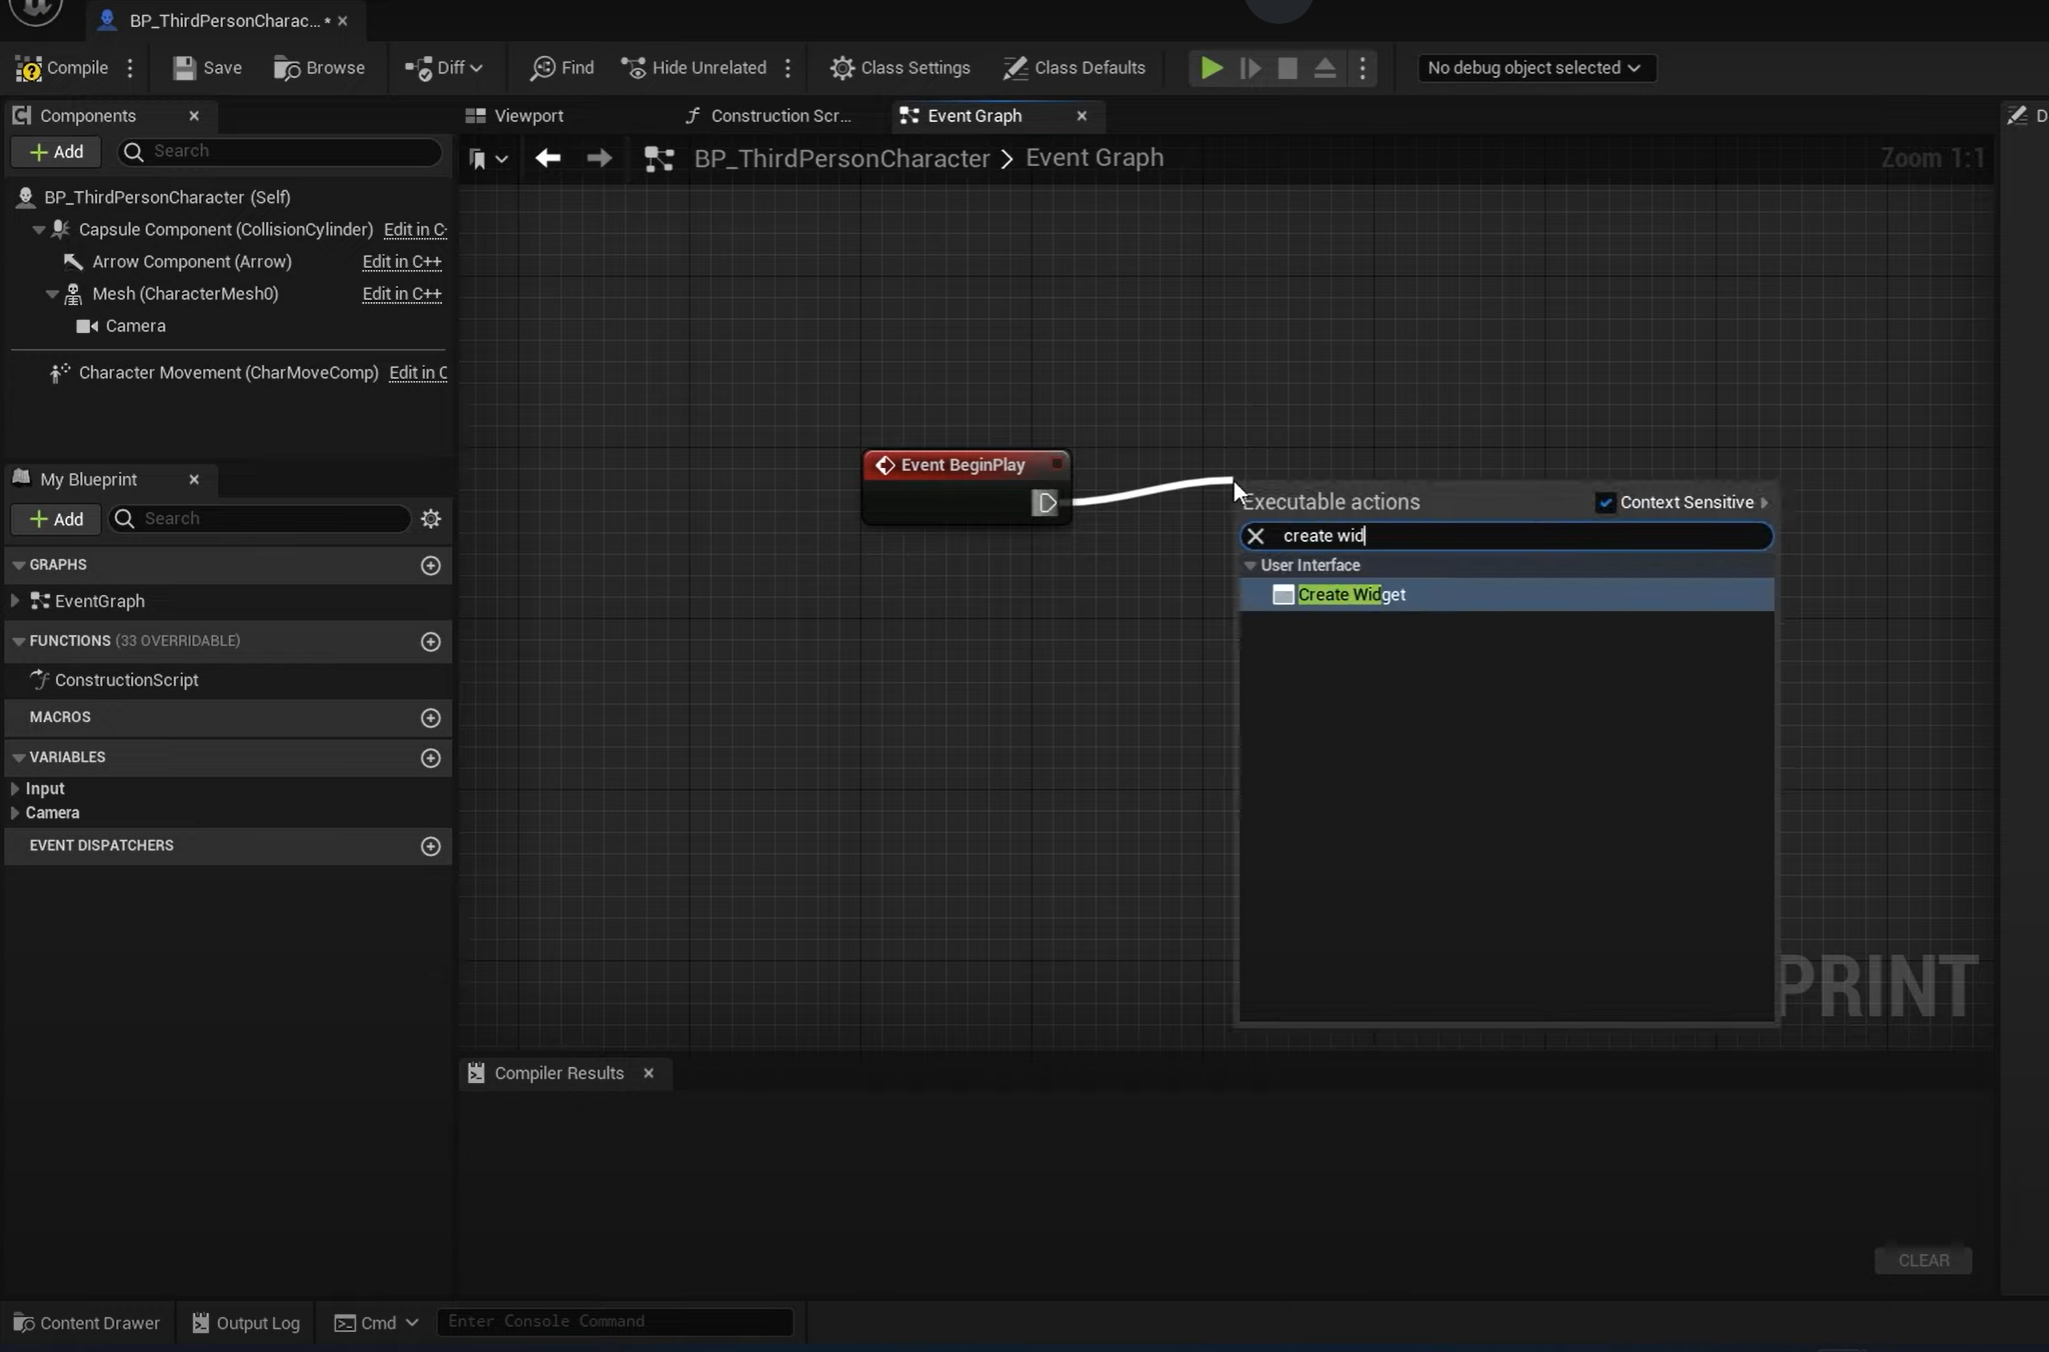 BP_ThirdPersonCharac... *
Compile
Save
Browse
Diff
Find
Hide Unrelated
Class Settings
Class Defaults
No debug object selected
Components
Viewport
Construction Scr...
Event Graph
D
+ Add
Search
BP_ThirdPersonCharacter > Event Graph
Zoom 1:1
BP_ThirdPersonCharacter (Self)
Capsule Component (CollisionCylinder) Edit in C
Arrow Component (Arrow) Edit in C++
Mesh (CharacterMesh0) Edit in C++
Camera
Character Movement (CharMoveComp) Edit in C
My Blueprint
+ Add
Search
GRAPHS
EventGraph
FUNCTIONS (33 OVERRIDABLE)
ConstructionScript
MACROS
VARIABLES
Input
Camera
EVENT DISPATCHERS
Event BeginPlay
Executable actions
Context Sensitive
create wid
User Interface
Create Widget
PRINT
Compiler Results
CLEAR
Content Drawer
Output Log
Cmd
Enter Console Command